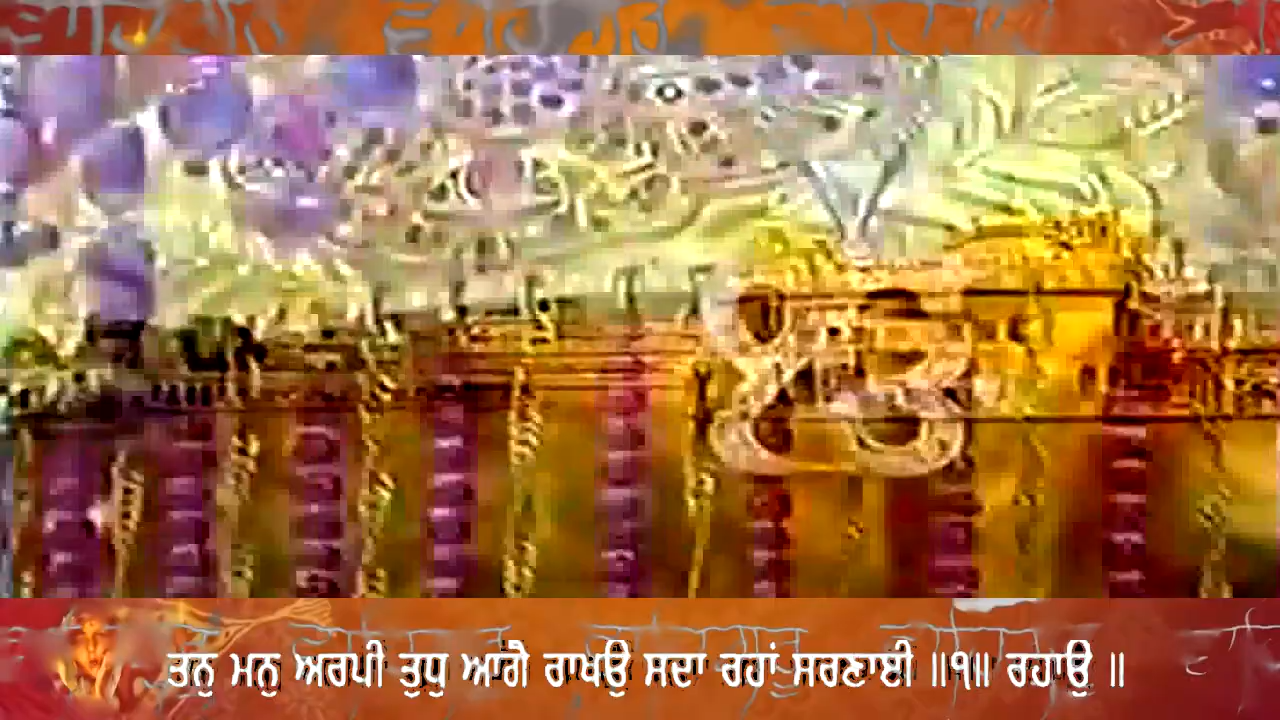 ਤਨੁ ਮਨੁ ਅਰਪੀ ਤੁਧੁ ਆਗੈ ਰਾਖਉ ਸਦਾ ਰਹਾਂ ਸਰਣਾਈ ॥੧॥ ਰਹਾਉ ॥